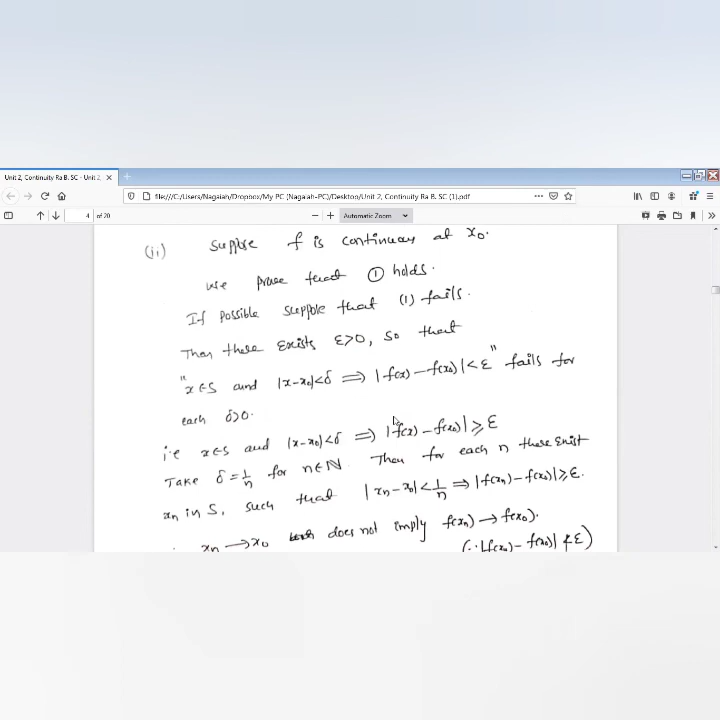 Unit 2, Continuity Ra B. SC - Unit 2,
file:///C:/Users/Nagaiah/Dropbox/My PC (Nagaiah-PC)/Desktop/Unit 2, Continuity Ra B. SC (1).pdf
4 of 20
Automatic Zoom
(ii) suppose f is continuous at x₀.
we prove that ① holds.
If possible suppose that (1) fails.
Then there exists ε>0, so that
"x∈S and |x-x₀|<δ ⟹ |f(x)-f(x₀)|<ε" fails for
each δ>0.
i.e x∈S and |x-x₀|<δ ⟹ |f(x)-f(x₀)|≥ε
Take δ=1/n for n∈ℕ. Then for each n there exist
xₙ in S, such that |xₙ-x₀|<1/n ⟹ |f(xₙ)-f(x₀)|≥ε.
∴ xₙ→x₀ does not imply f(xₙ)→f(x₀).
(∵|f(xₙ)-f(x₀)|≮ε)